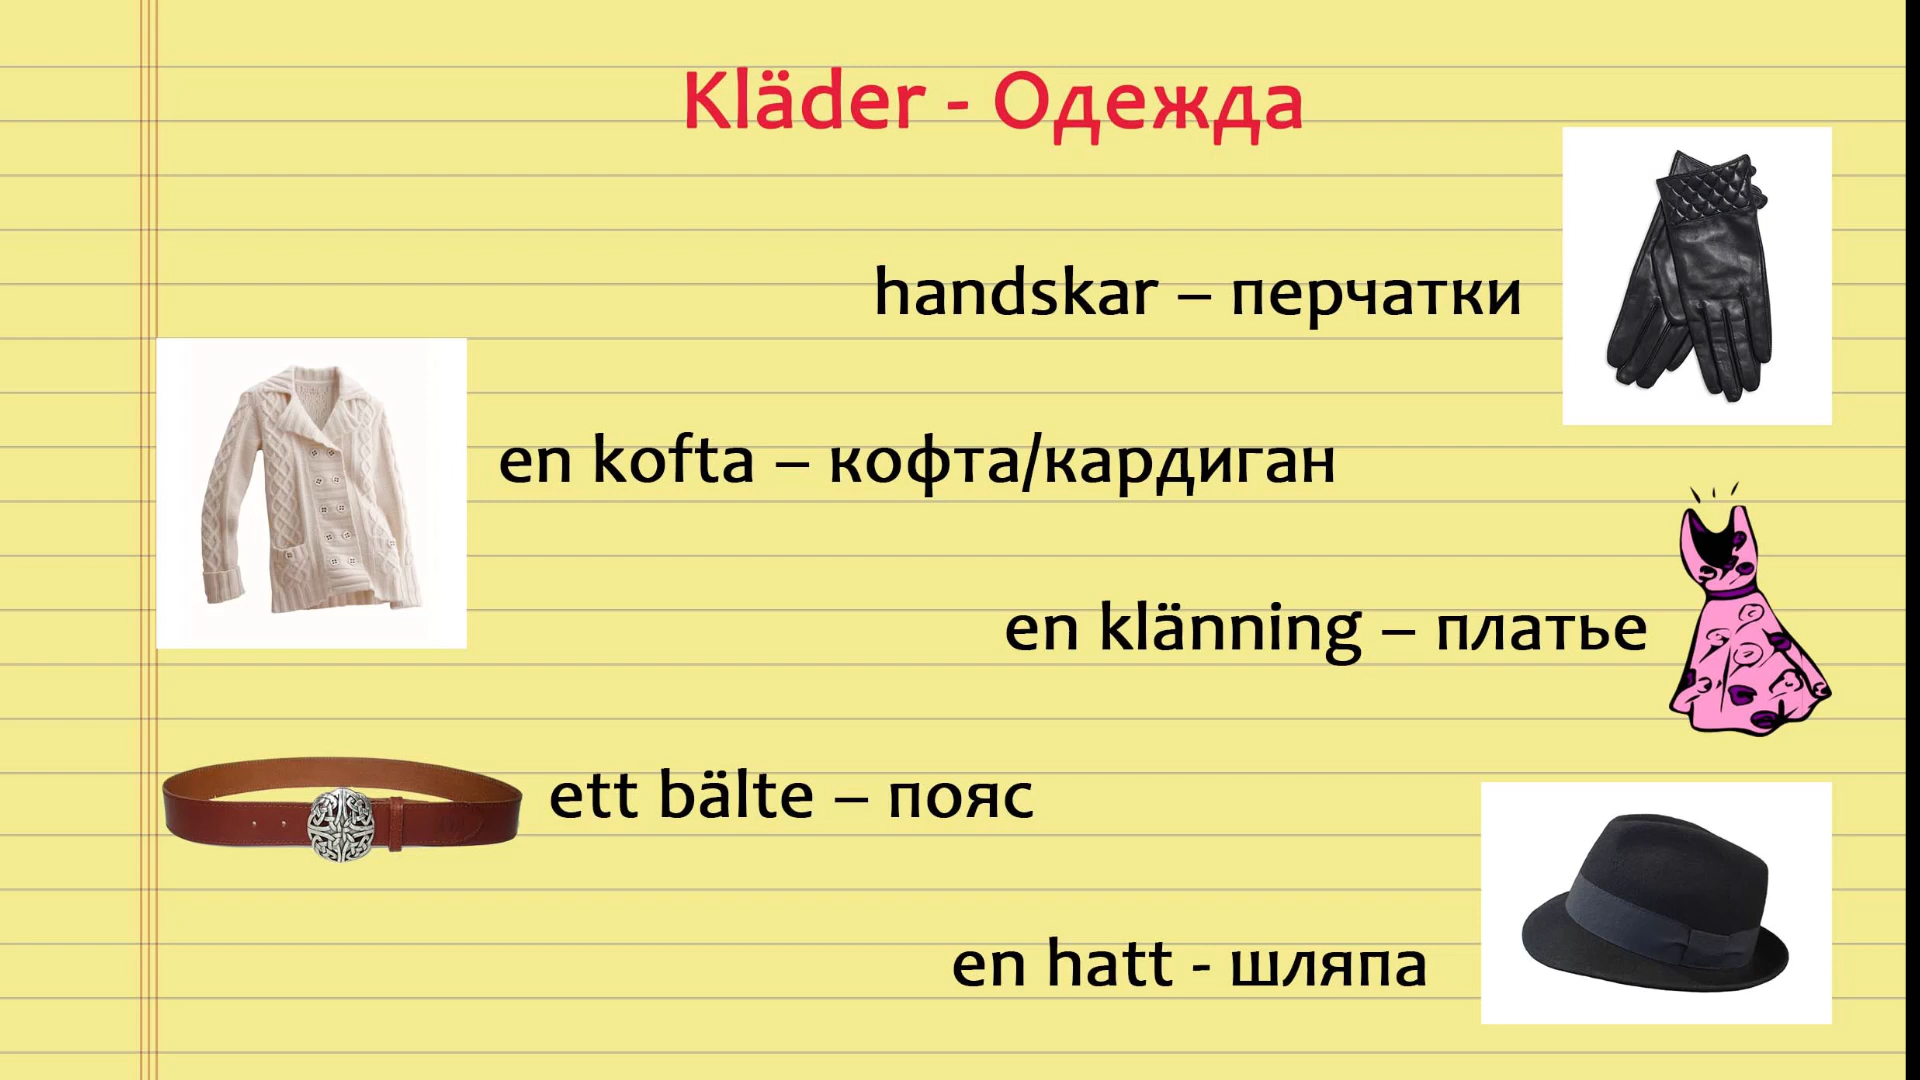 Kläder - Одежда
handskar – перчатки
en kofta – кофта/кардиган
en klänning – платье
ett bälte – пояс
en hatt - шляпа